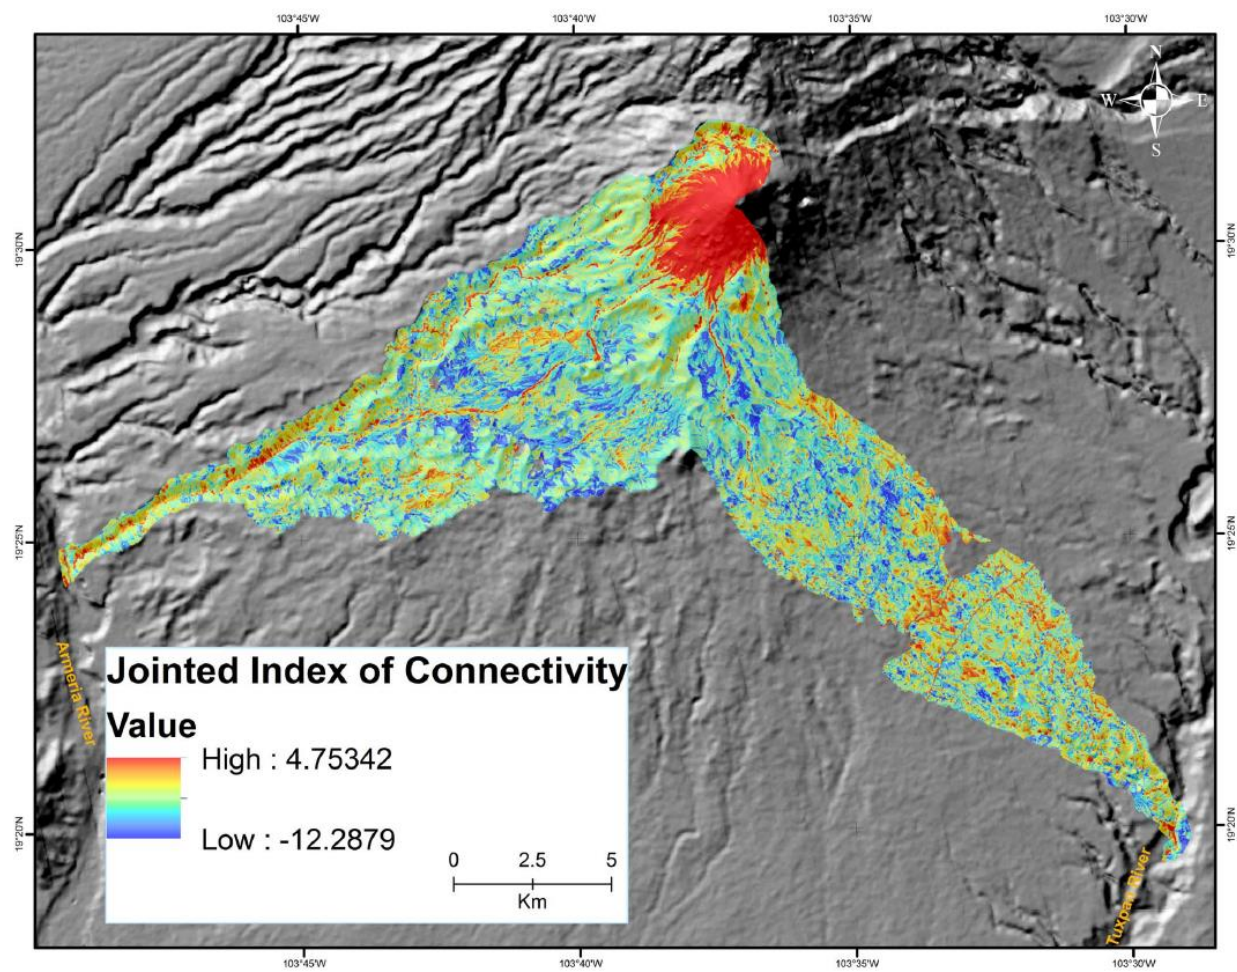 103°45'W 103°40'W 103°35'W 103°30'W
N
W E
S
19°30'N 19°30'N
19°25'N 19°25'N
Armeria River
Jointed Index of Connectivity
Value
High : 4.75342
Low : -12.2879
0 2.5 5
Km
19°20'N 19°20'N
Tuxpan River
103°45'W 103°40'W 103°35'W 103°30'W